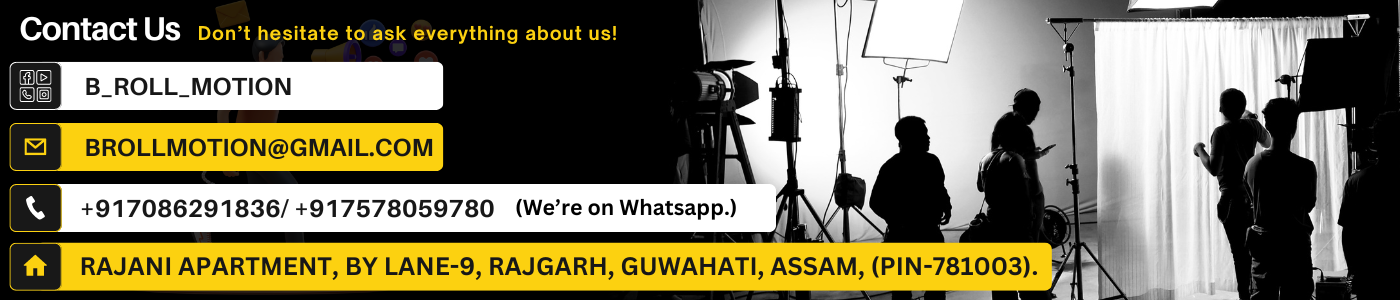 Contact Us Don't hesitate to ask everything about us!
B_ROLL_MOTION
BROLLMOTION@GMAIL.COM
+917086291836/ +917578059780 (We're on Whatsapp.)
RAJANI APARTMENT, BY LANE-9, RAJGARH, GUWAHATI, ASSAM, (PIN-781003).